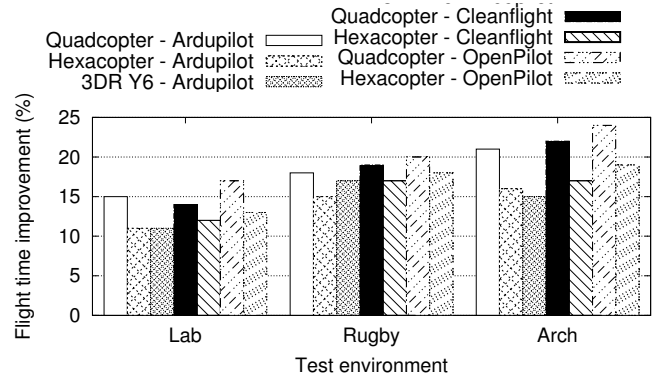 Quadcopter - Ardupilot
Hexacopter - Ardupilot
3DR Y6 - Ardupilot
Quadcopter - Cleanflight
Hexacopter - Cleanflight
Quadcopter - OpenPilot
Hexacopter - OpenPilot
Flight time improvement (%)
25
20
15
10
5
0
Lab Rugby Arch
Test environment